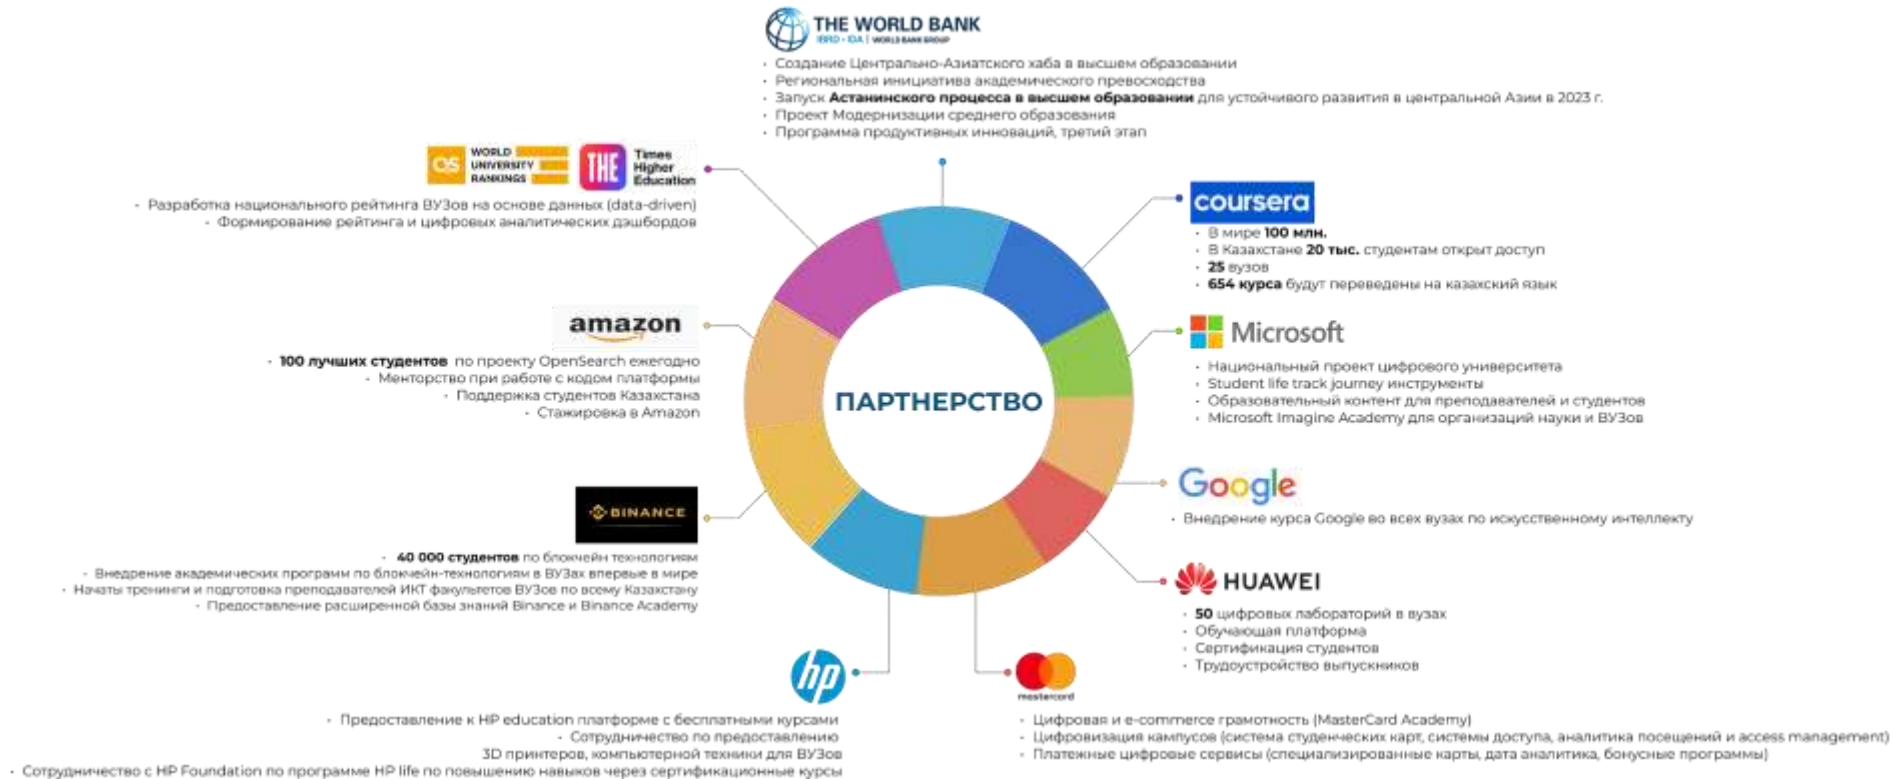 THE WORLD BANK
IBRD • IDA | WORLD BANK GROUP
• Создание Центрально-Азиатского хаба в высшем образовании
• Региональная инициатива академического превосходства
• Запуск Астанинского процесса в высшем образовании для устойчивого развития в центральной Азии в 2023 г.
• Проект Модернизации среднего образования
• Программа продуктивных инноваций, третий этап
QS WORLD UNIVERSITY RANKINGS
THE Times Higher Education
• Разработка национального рейтинга ВУЗов на основе данных (data-driven)
• Формирование рейтинга и цифровых аналитических дэшбордов
coursera
• В мире 100 млн.
• В Казахстане 20 тыс. студентам открыт доступ
• 25 вузов
• 654 курса будут переведены на казахский язык
amazon
• 100 лучших студентов по проекту OpenSearch ежегодно
• Менторство при работе с кодом платформы
• Поддержка студентов Казахстана
• Стажировка в Amazon
Microsoft
• Национальный проект цифрового университета
• Student life track journey инструменты
• Образовательный контент для преподавателей и студентов
• Microsoft Imagine Academy для организаций науки и ВУЗов
ПАРТНЕРСТВО
BINANCE
• 40 000 студентов по блокчейн технологиям
• Внедрение академических программ по блокчейн-технологиям в ВУЗах впервые в мире
• Начаты тренинги и подготовка преподавателей ИКТ факультетов ВУЗов по всему Казахстану
• Предоставление расширенной базы знаний Binance и Binance Academy
Google
• Внедрение курса Google во всех вузах по искусственному интеллекту
HUAWEI
• 50 цифровых лабораторий в вузах
• Обучающая платформа
• Сертификация студентов
• Трудоустройство выпускников
hp
• Предоставление к HP education платформе с бесплатными курсами
• Сотрудничество по предоставлению
3D принтеров, компьютерной техники для ВУЗов
• Сотрудничество с HP Foundation по программе HP life по повышению навыков через сертификационные курсы
mastercard
• Цифровая и e-commerce грамотность (MasterCard Academy)
• Цифровизация кампусов (система студенческих карт, системы доступа, аналитика посещений и access management)
• Платежные цифровые сервисы (специализированные карты, дата аналитика, бонусные программы)